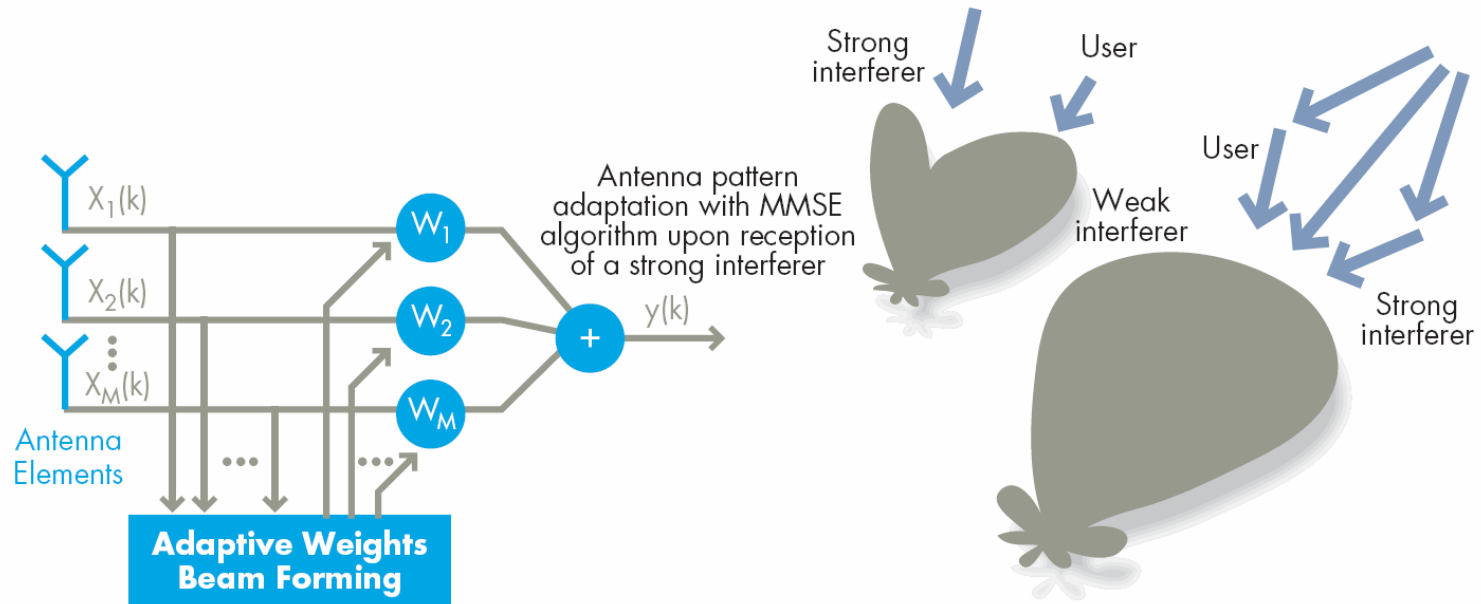 X1(k)
X2(k)
XM(k)
Antenna
Elements
W1
W2
WM
+
y(k)
Adaptive Weights
Beam Forming
Antenna pattern
adaptation with MMSE
algorithm upon reception
of a strong interferer
Strong
interferer
User
Weak
interferer
User
Strong
interferer